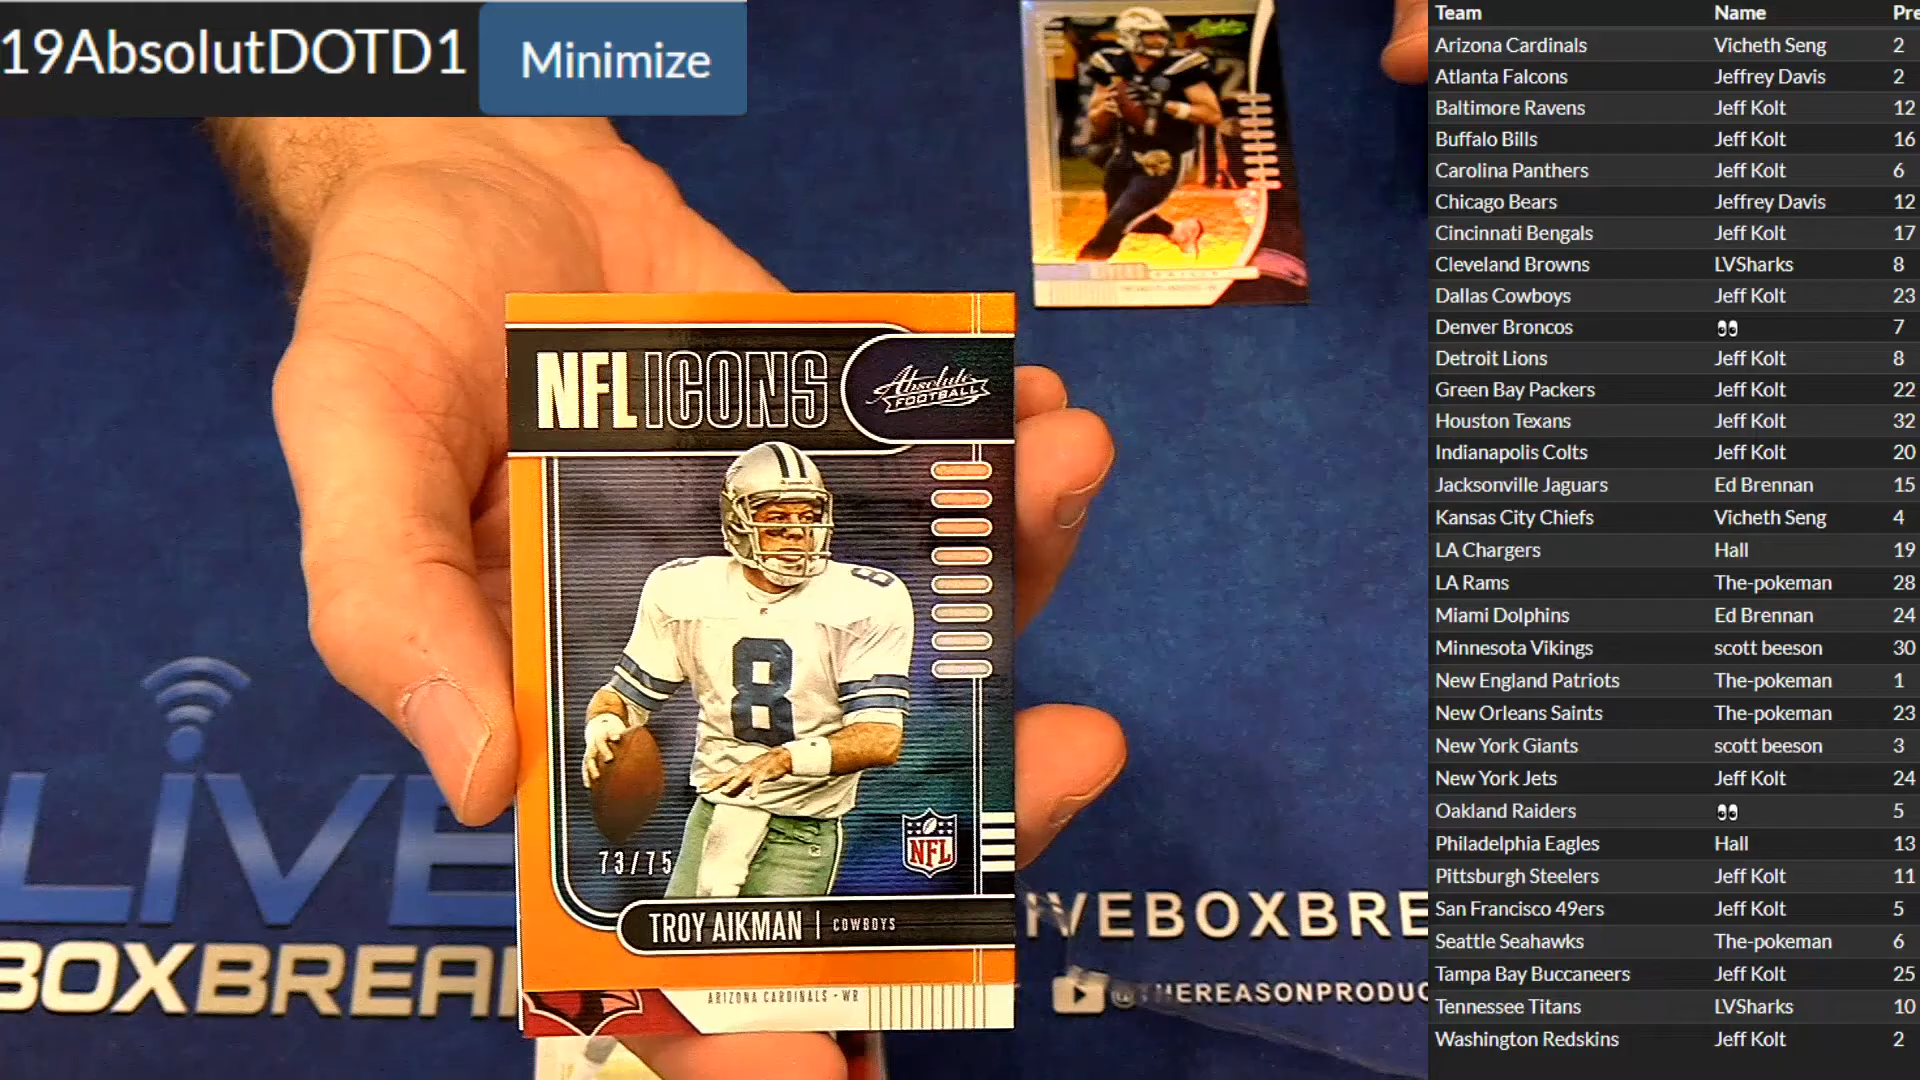 19AbsolutDOTD1 Minimize
NFL ICONS
Absolute
FOOTBALL
8 8
8
73/75
NFL
TROY AIKMAN | COWBOYS
ARIZONA CARDINALS - WR
LIVE
BOXBREA
IVEBOXBRE
HEREASONPRODUC
Team Name Pre
Arizona Cardinals Vicheth Seng 2
Atlanta Falcons Jeffrey Davis 2
Baltimore Ravens Jeff Kolt 12
Buffalo Bills Jeff Kolt 16
Carolina Panthers Jeff Kolt 6
Chicago Bears Jeffrey Davis 12
Cincinnati Bengals Jeff Kolt 17
Cleveland Browns LVSharks 8
Dallas Cowboys Jeff Kolt 23
Denver Broncos 👀 7
Detroit Lions Jeff Kolt 8
Green Bay Packers Jeff Kolt 22
Houston Texans Jeff Kolt 32
Indianapolis Colts Jeff Kolt 20
Jacksonville Jaguars Ed Brennan 15
Kansas City Chiefs Vicheth Seng 4
LA Chargers Hall 19
LA Rams The-pokeman 28
Miami Dolphins Ed Brennan 24
Minnesota Vikings scott beeson 30
New England Patriots The-pokeman 1
New Orleans Saints The-pokeman 23
New York Giants scott beeson 3
New York Jets Jeff Kolt 24
Oakland Raiders 👀 5
Philadelphia Eagles Hall 13
Pittsburgh Steelers Jeff Kolt 11
San Francisco 49ers Jeff Kolt 5
Seattle Seahawks The-pokeman 6
Tampa Bay Buccaneers Jeff Kolt 25
Tennessee Titans LVSharks 10
Washington Redskins Jeff Kolt 2